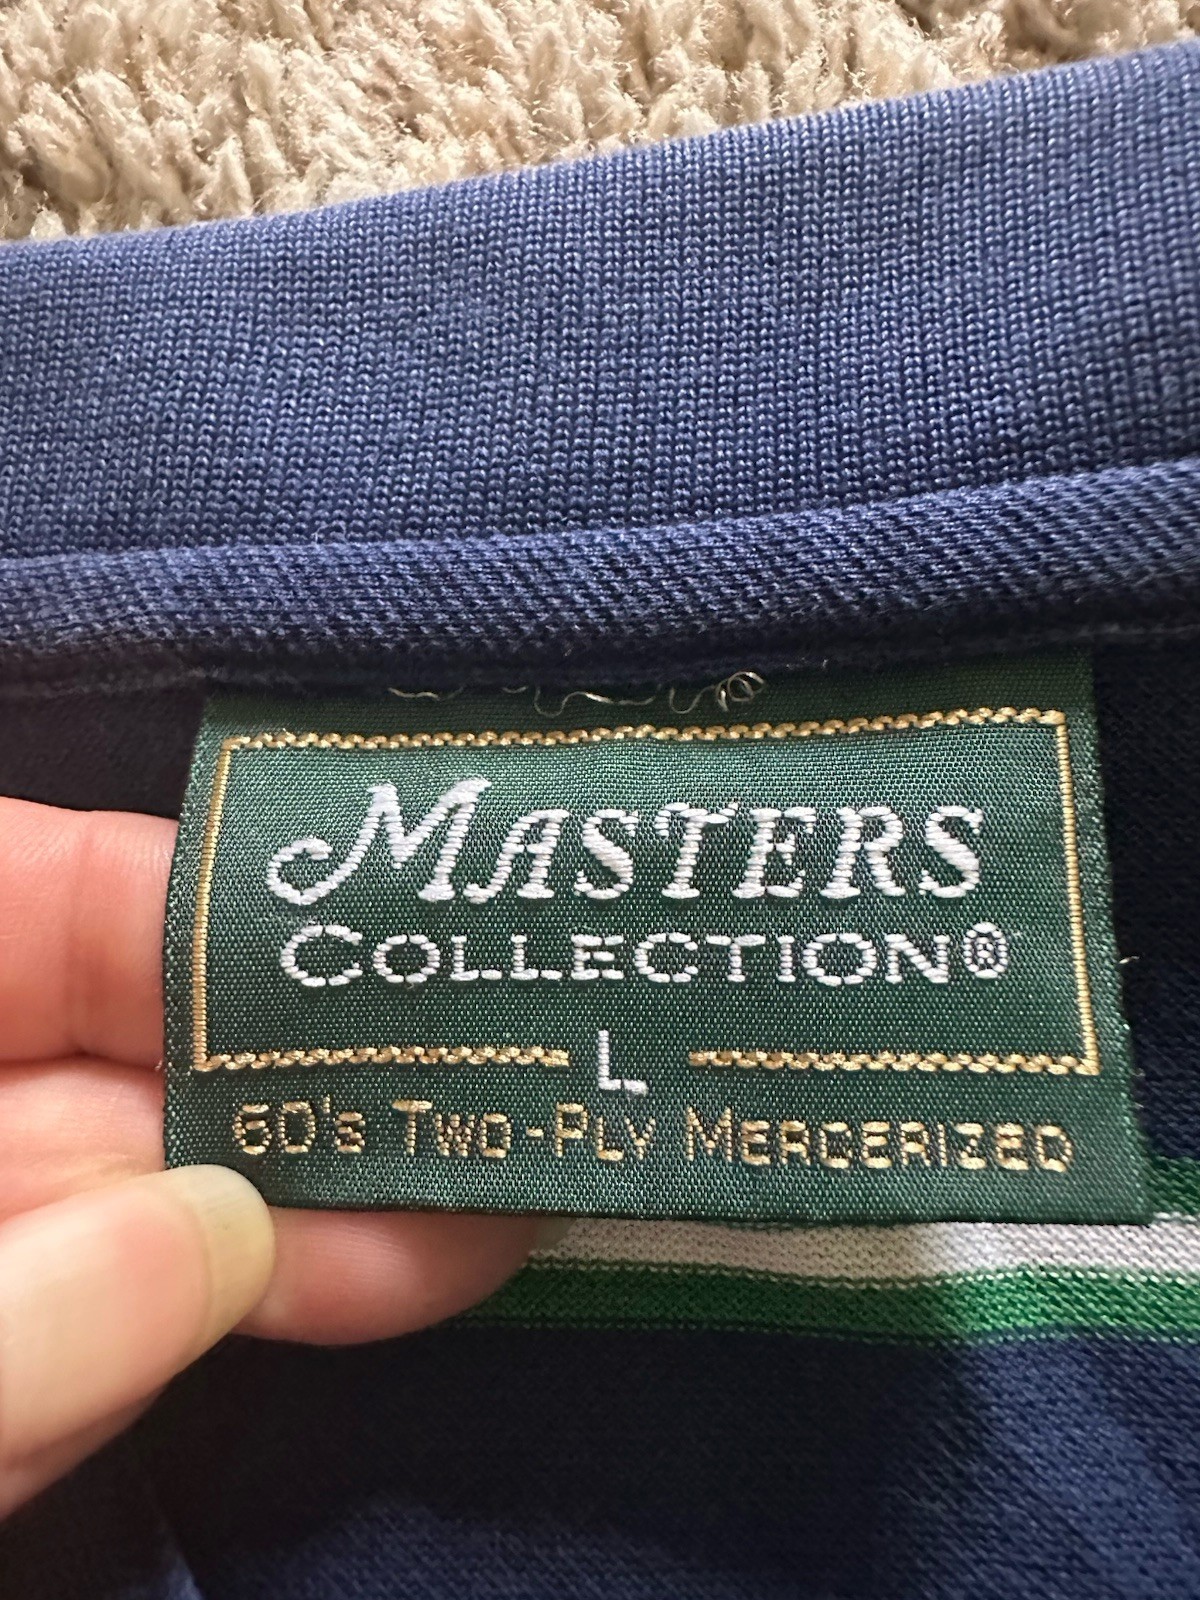 MASTERS
COLLECTION®
L
60's TWO-PLY MERCERIZED